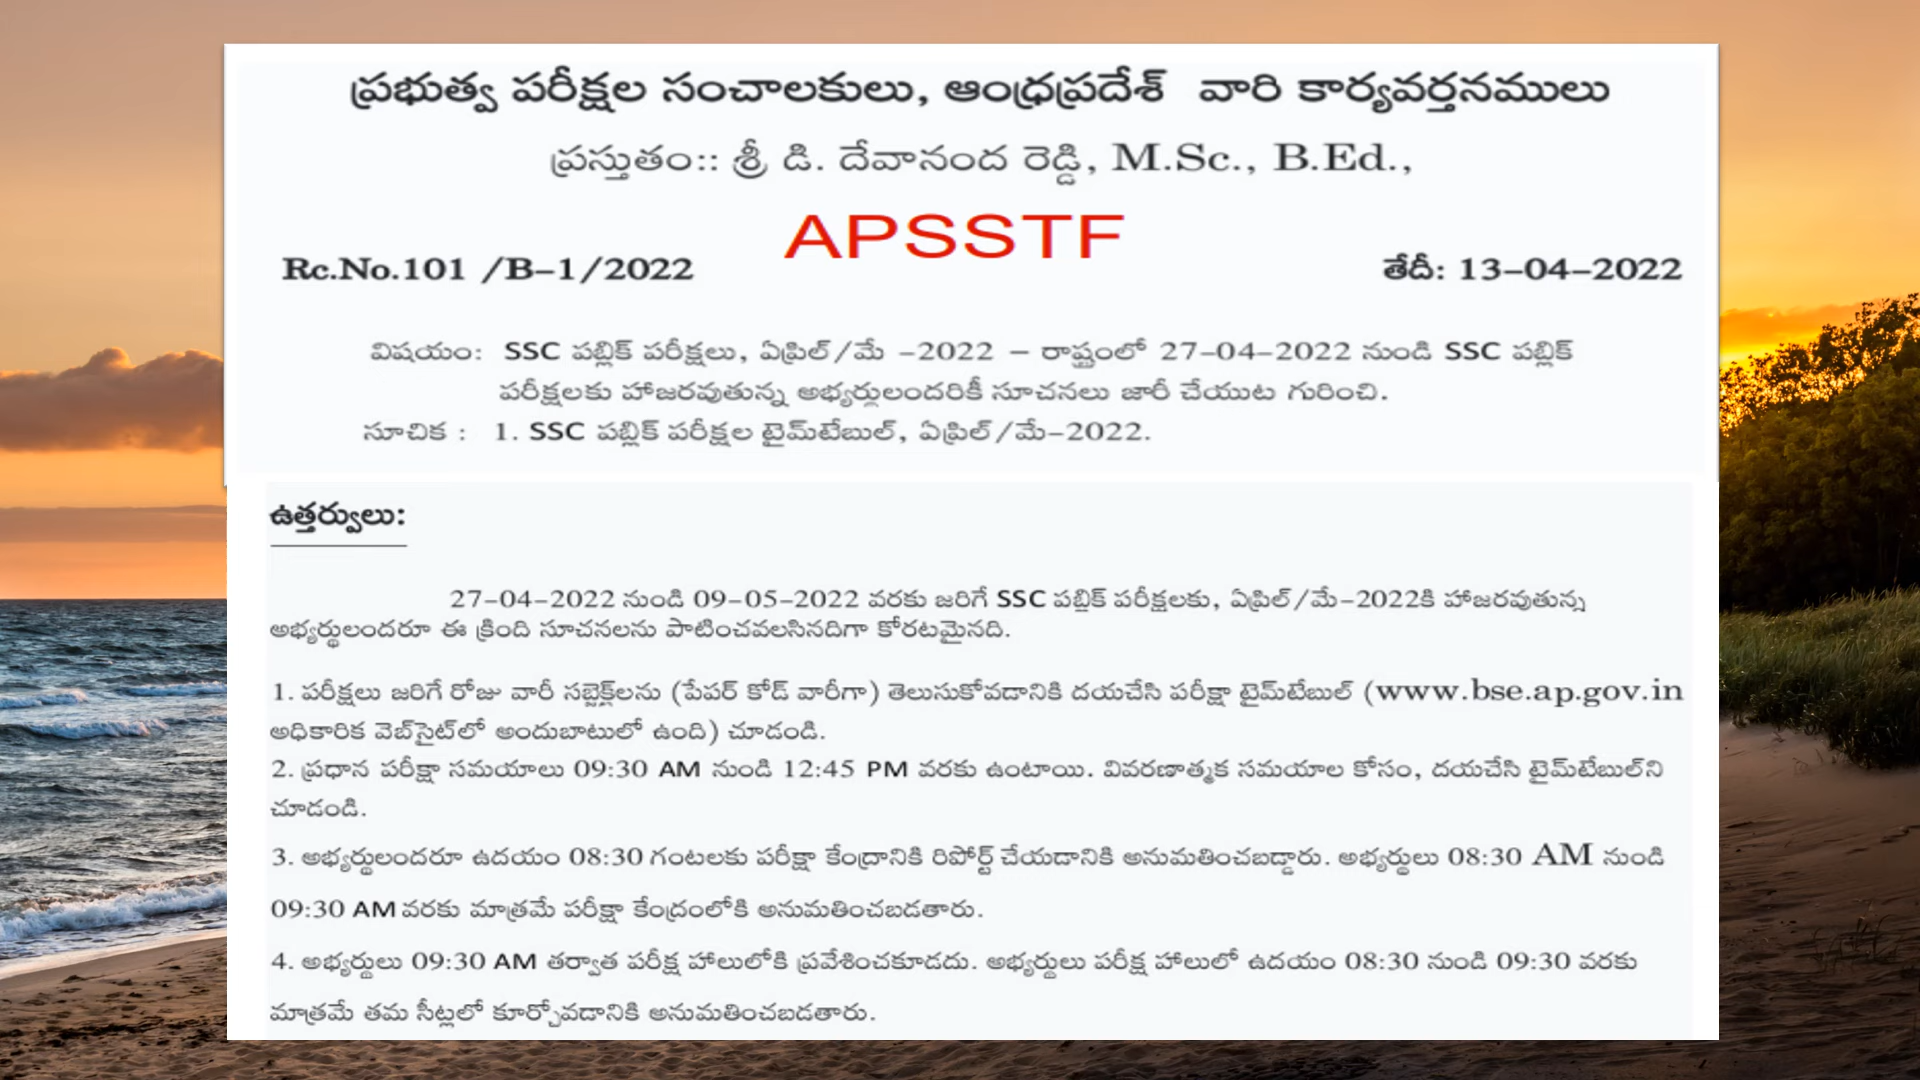 ప్రభుత్వ పరీక్షల సంచాలకులు, ఆంధ్రప్రదేశ్ వారి కార్యవర్తనములు
ప్రస్తుతం:: శ్రీ డి. దేవానంద రెడ్డి, M.Sc., B.Ed.,
APSSTF
Rc.No.101 /B-1/2022 తేదీ: 13-04-2022
విషయం: SSC పబ్లిక్ పరీక్షలు, ఏప్రిల్/మే -2022 – రాష్ట్రంలో 27-04-2022 నుండి SSC పబ్లిక్
పరీక్షలకు హాజరవుతున్న అభ్యర్థులందరికీ సూచనలు జారీ చేయుట గురించి.
సూచిక : 1. SSC పబ్లిక్ పరీక్షల టైమ్‌టేబుల్, ఏప్రిల్/మే-2022.
ఉత్తర్వులు:
27-04-2022 నుండి 09-05-2022 వరకు జరిగే SSC పబ్లిక్ పరీక్షలకు, ఏప్రిల్/మే-2022కి హాజరవుతున్న
అభ్యర్థులందరూ ఈ క్రింది సూచనలను పాటించవలసినదిగా కోరటమైనది.
1. పరీక్షలు జరిగే రోజు వారీ సబ్జెక్ట్‌లను (పేపర్ కోడ్ వారీగా) తెలుసుకోవడానికి దయచేసి పరీక్షా టైమ్‌టేబుల్ (www.bse.ap.gov.in
అధికారిక వెబ్‌సైట్‌లో అందుబాటులో ఉంది) చూడండి.
2. ప్రధాన పరీక్షా సమయాలు 09:30 AM నుండి 12:45 PM వరకు ఉంటాయి. వివరణాత్మక సమయాల కోసం, దయచేసి టైమ్‌టేబుల్‌ని
చూడండి.
3. అభ్యర్థులందరూ ఉదయం 08:30 గంటలకు పరీక్షా కేంద్రానికి రిపోర్ట్ చేయడానికి అనుమతించబడ్డారు. అభ్యర్థులు 08:30 AM నుండి
09:30 AM వరకు మాత్రమే పరీక్షా కేంద్రంలోకి అనుమతించబడతారు.
4. అభ్యర్థులు 09:30 AM తర్వాత పరీక్ష హాలులోకి ప్రవేశించకూడదు. అభ్యర్థులు పరీక్ష హాలులో ఉదయం 08:30 నుండి 09:30 వరకు
మాత్రమే తమ సీట్లలో కూర్చోవడానికి అనుమతించబడతారు.